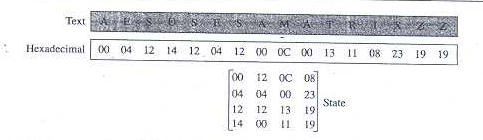 Text A E S U S E S A M A T R I X Z Z
Hexadecimal 00 04 12 14 12 04 12 00 0C 00 13 11 08 23 19 19
00 12 0C 08
04 04 00 23
State
12 12 13 19
14 00 11 19